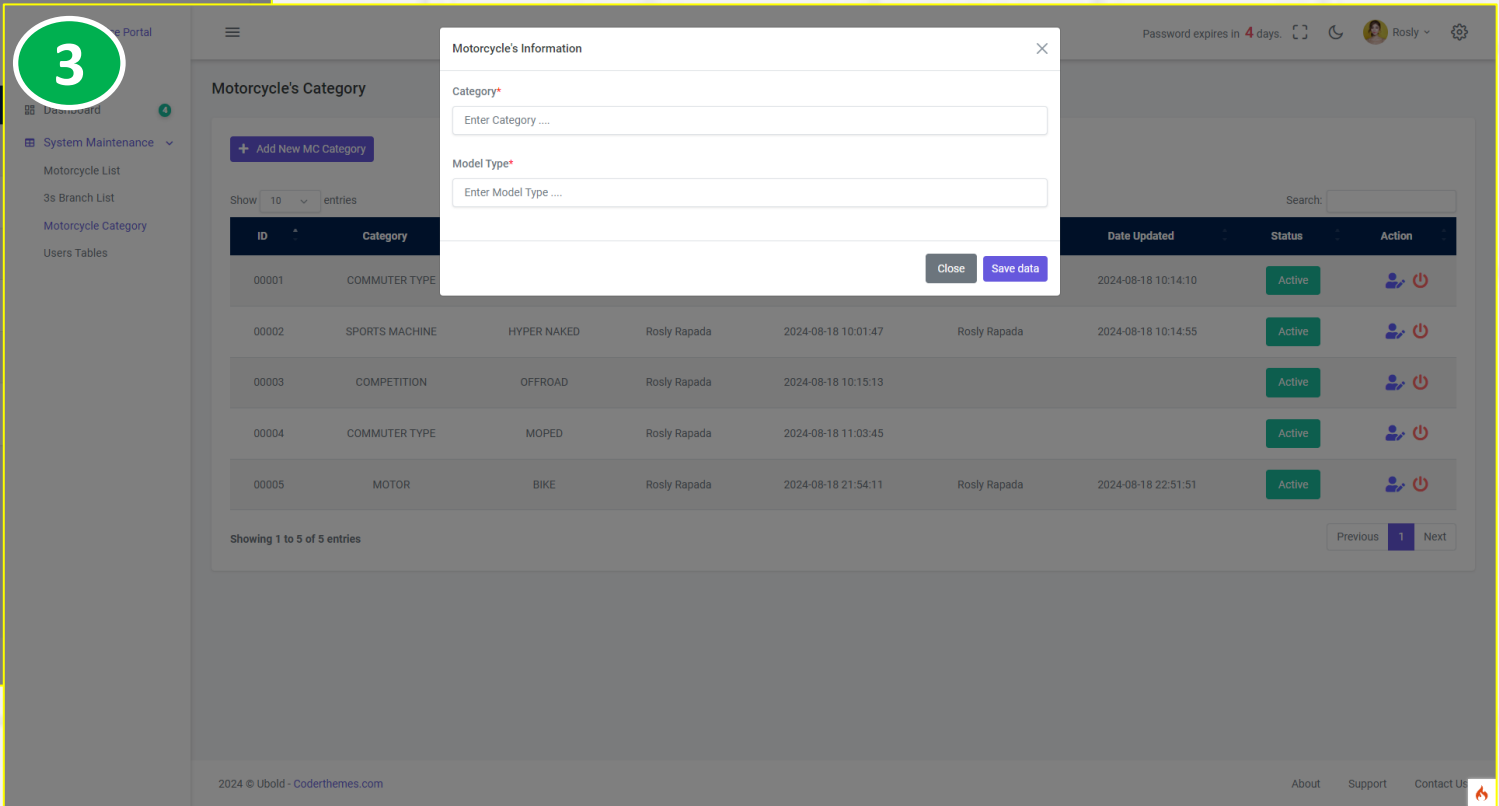 3
e Portal
Password expires in 4 days.
Rosly
Dashboard
4
System Maintenance
Motorcycle List
3s Branch List
Motorcycle Category
Users Tables
Motorcycle's Category
+ Add New MC Category
Show 10 entries
Search:
Motorcycle's Information
Category*
Enter Category ....
Model Type*
Enter Model Type ....
Close Save data
ID Category Date Updated Status Action
00001 COMMUTER TYPE 2024-08-18 10:14:10 Active
00002 SPORTS MACHINE HYPER NAKED Rosly Rapada 2024-08-18 10:01:47 Rosly Rapada 2024-08-18 10:14:55 Active
00003 COMPETITION OFFROAD Rosly Rapada 2024-08-18 10:15:13 Active
00004 COMMUTER TYPE MOPED Rosly Rapada 2024-08-18 11:03:45 Active
00005 MOTOR BIKE Rosly Rapada 2024-08-18 21:54:11 Rosly Rapada 2024-08-18 22:51:51 Active
Showing 1 to 5 of 5 entries
Previous 1 Next
2024 © Ubold - Coderthemes.com
About Support Contact Us